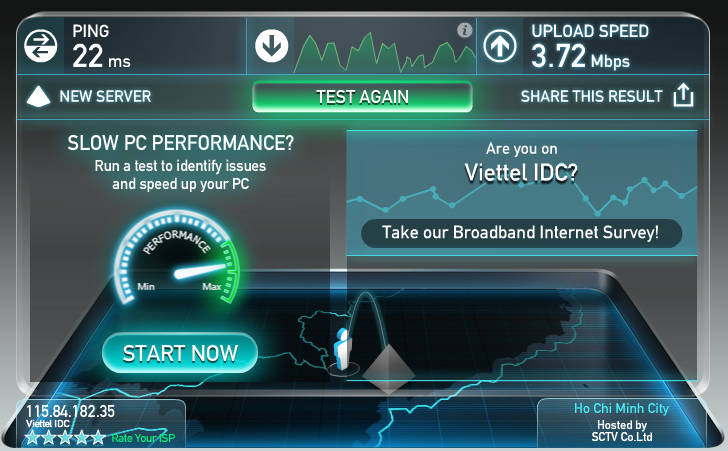 PING
22 ms
UPLOAD SPEED
3.72 Mbps
NEW SERVER
TEST AGAIN
SHARE THIS RESULT
SLOW PC PERFORMANCE?
Run a test to identify issues
and speed up your PC
PERFORMANCE
Min
Max
START NOW
Are you on
Viettel IDC?
Take our Broadband Internet Survey!
115.84.182.35
Viettel IDC
Rate Your ISP
Ho Chi Minh City
Hosted by
SCTV Co.Ltd